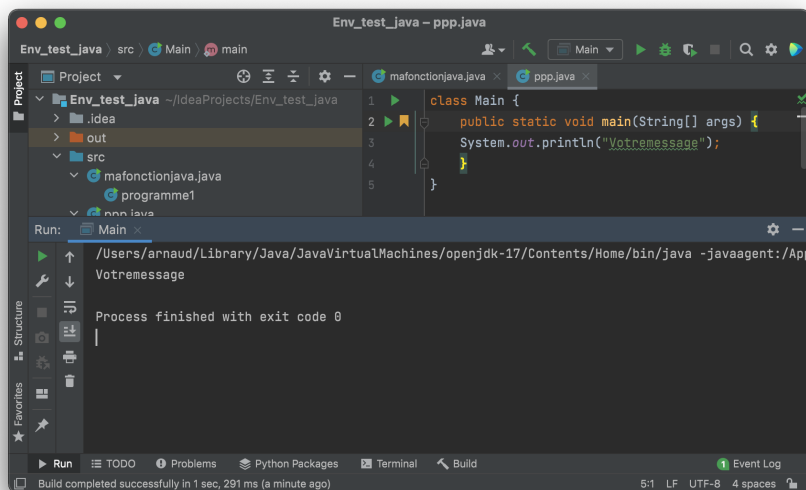 Env_test_java – ppp.java
Env_test_java src Main main Main
Project
Project mafonctionjava.java ppp.java
Env_test_java ~/IdeaProjects/Env_test_java
.idea
out
src
mafonctionjava.java
programme1
ppp.java
1 class Main {
2 public static void main(String[] args) {
3 System.out.println("Votremessage");
4 }
5 }
Run: Main
/Users/arnaud/Library/Java/JavaVirtualMachines/openjdk-17/Contents/Home/bin/java -javaagent:/App
Votremessage
Process finished with exit code 0
Structure
Favorites
Run TODO Problems Python Packages Terminal Build 1 Event Log
Build completed successfully in 1 sec, 291 ms (a minute ago) 5:1 LF UTF-8 4 spaces